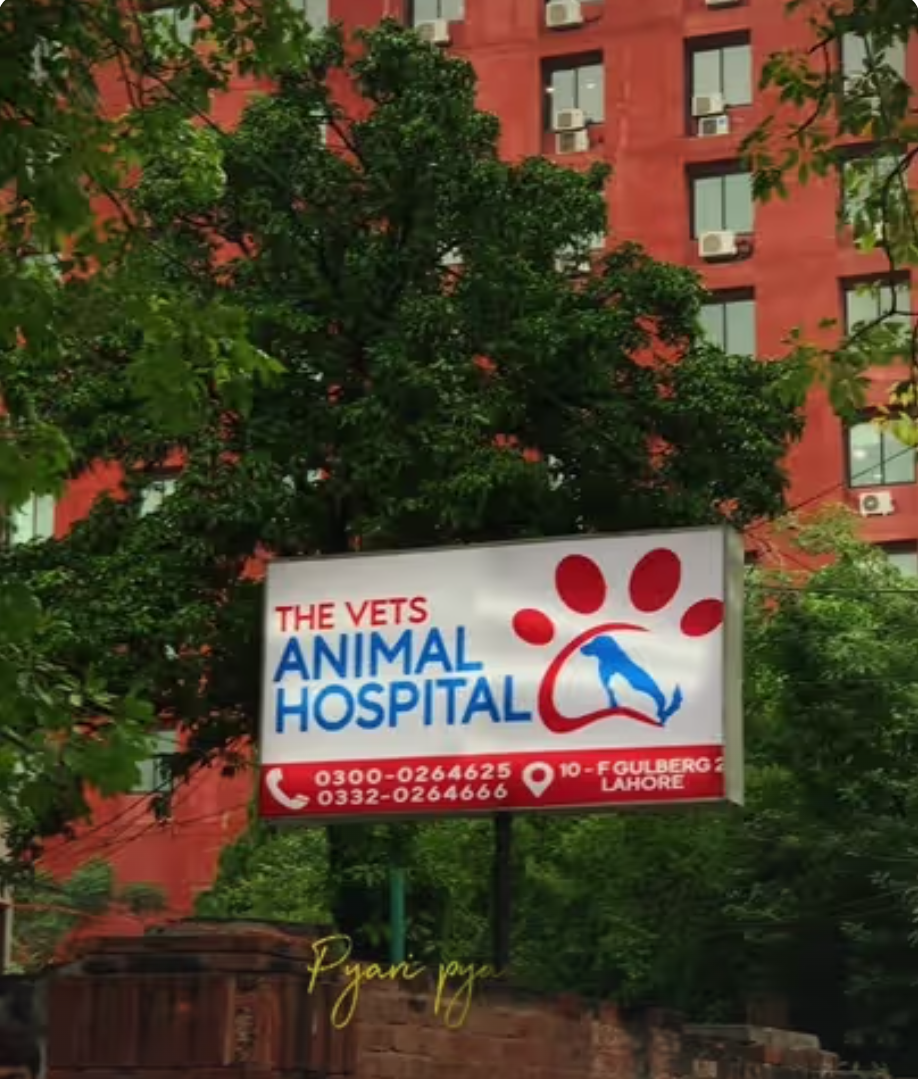 THE VETS
ANIMAL
HOSPITAL
0300-0264625
0332-0264666
10 - F GULBERG 2
LAHORE
Pyari pya